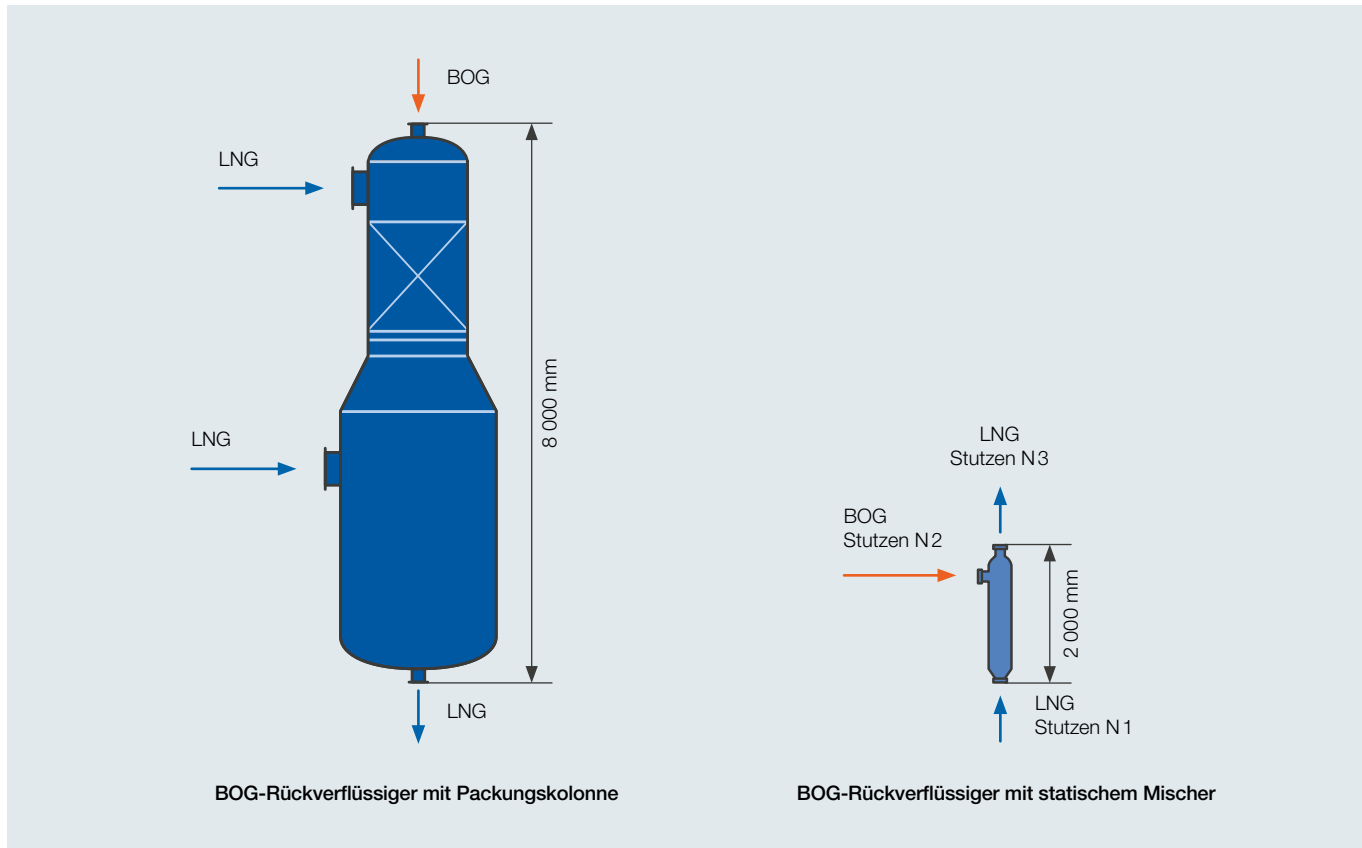 BOG
LNG
8 000 mm
LNG
LNG
BOG-Rückverflüssiger mit Packungskolonne
LNG
Stutzen N 3
BOG
Stutzen N 2
2 000 mm
LNG
Stutzen N 1
BOG-Rückverflüssiger mit statischem Mischer